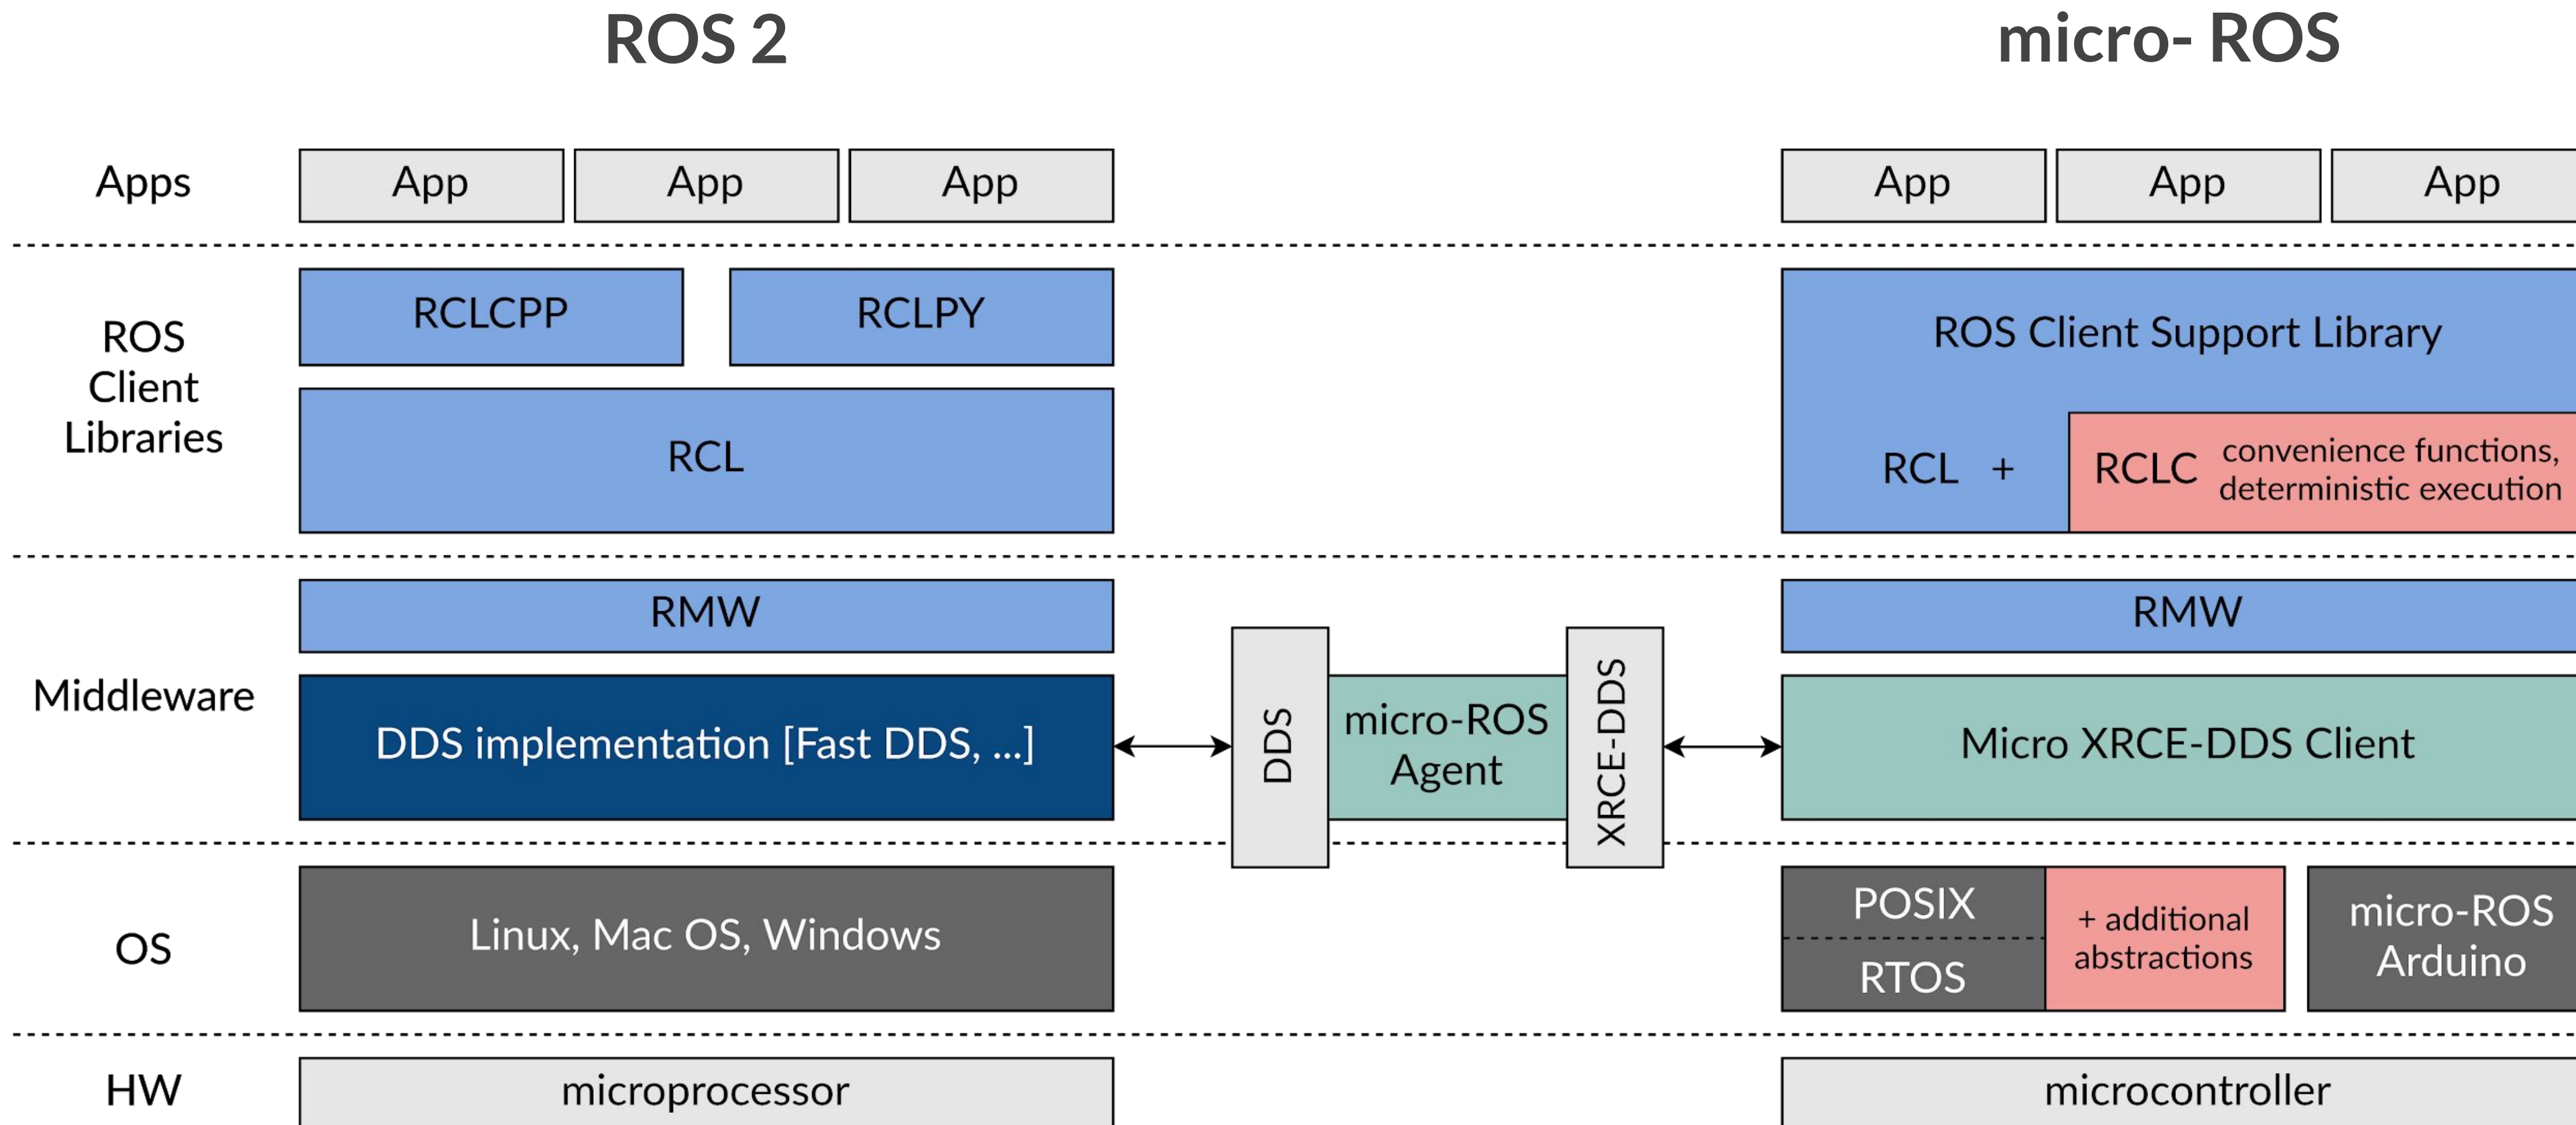 ROS 2
micro- ROS
Apps
App
App
App
App
App
App
ROS
Client
Libraries
RCLCPP
RCLPY
RCL
ROS Client Support Library
RCL +
RCLC
convenience functions,
deterministic execution
Middleware
RMW
DDS implementation [Fast DDS, ...]
DDS
micro-ROS
Agent
XRCE-DDS
RMW
Micro XRCE-DDS Client
OS
Linux, Mac OS, Windows
POSIX
RTOS
+ additional
abstractions
micro-ROS
Arduino
HW
microprocessor
microcontroller